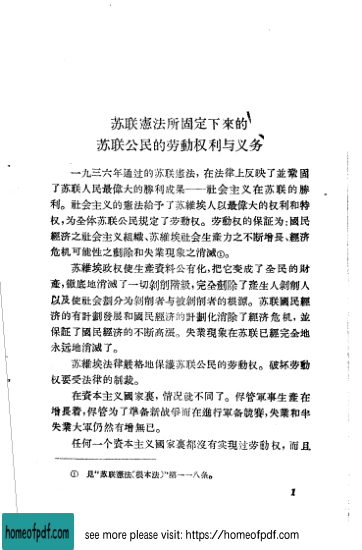 苏联憲法所固定下來的
苏联公民的劳動权利与义务
一九三六年通过的苏联憲法，在法律上反映了並鞏固
了苏联人民最偉大的勝利成果——社会主义在苏联的勝
利。社会主义的憲法給予了苏維埃人以最偉大的权利和特
权，为全体苏联公民規定了劳動权。劳動权的保証为：國民
經济之社会主义組織、苏維埃社会生產力之不断增長、經济
危机可能性之剷除和失業現象之消滅①。
苏維埃政权使生產資料公有化，把它变成了全民的財
產，徹底地消滅了一切剝削階級，完全剷除了產生人剝削人
以及使社会劃分为剝削者与被剝削者的根源。苏联國民經
济的有計劃發展和國民經济的計劃化消除了經济危机，並
保証了國民經济的不断高漲。失業現象在苏联已經完全地
永远地消滅了。
苏維埃法律嚴格地保護苏联公民的劳動权。破坏劳動
权要受法律的制裁。
在資本主义國家裏，情况就不同了。侭管軍事生產在
增長着，侭管为了準备新战爭而在進行軍备競賽，失業和半
失業大軍仍然有增無已。
任何一个資本主义國家裏都沒有实現过劳動权，而且
① 見“苏联憲法（根本法）”第一一八条。
1
homeofpdf.com
see more please visit: https://homeofpdf.com